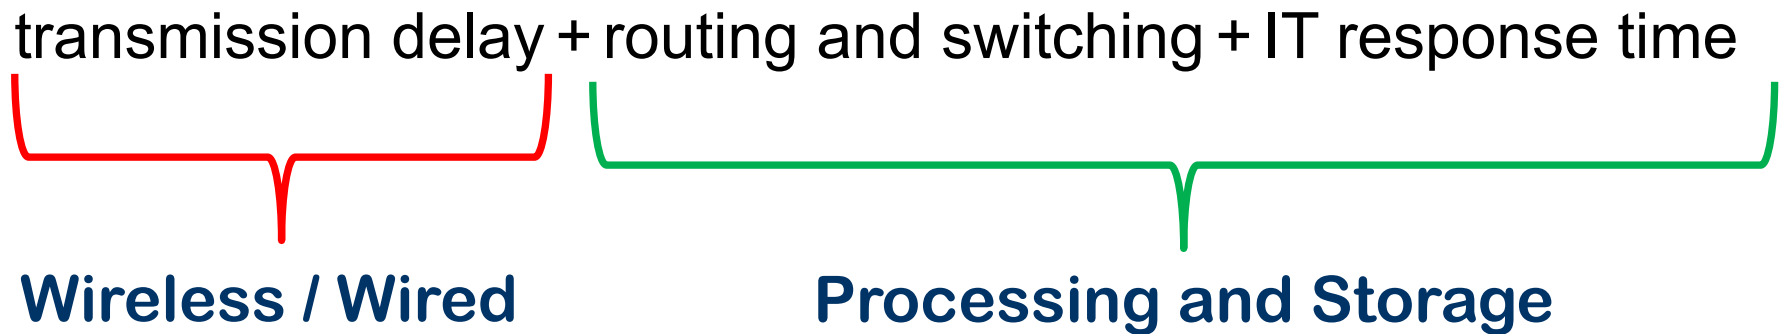 transmission delay + routing and switching + IT response time
Wireless / Wired
Processing and Storage